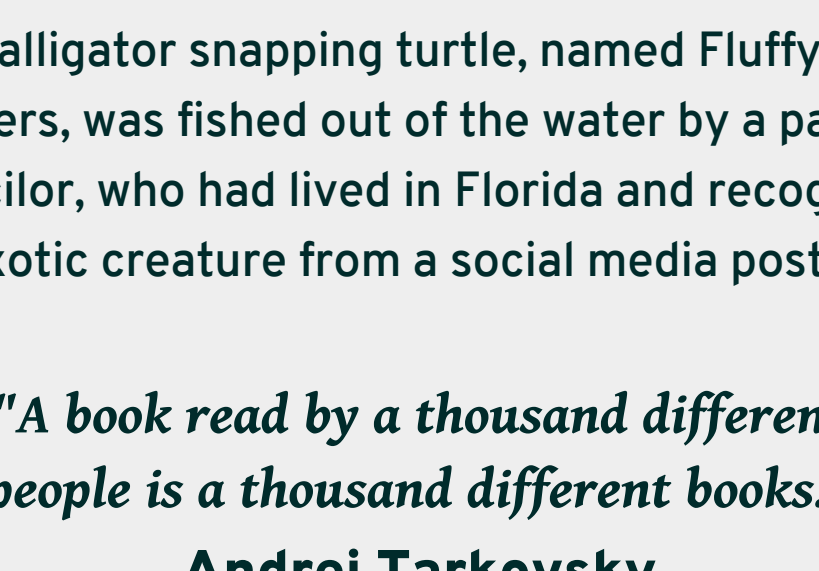 alligator snapping turtle, named Fluffy
ers, was fished out of the water by a pa
cilor, who had lived in Florida and recog
xotic creature from a social media post
"A book read by a thousand differen
people is a thousand different books.
Andrei Tarkovsky